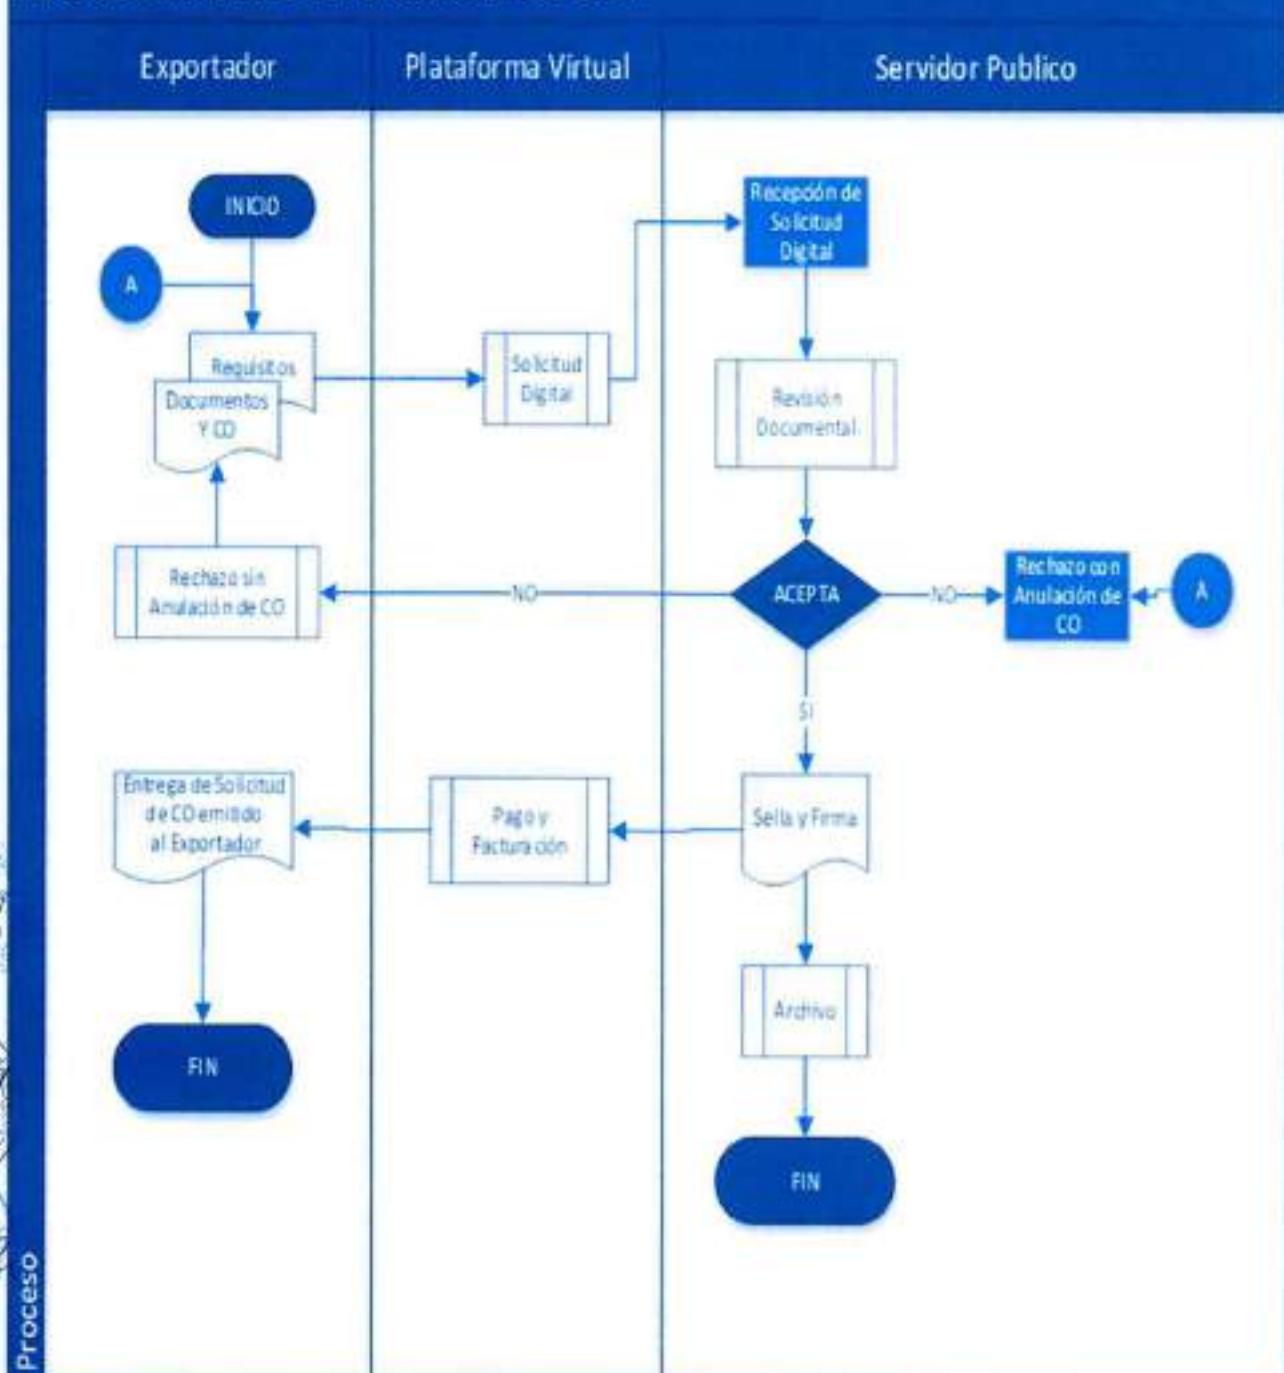 Exportador
Plataforma Virtual
Servidor Publico
INICIO
A
Requisitos
Documentos
Y CO
Solicitud
Digital
Recepción de
Solicitud
Digital
Revisión
Documental
ACEPTA
NO
Rechazo sin
Anulación de CO
NO
Rechazo con
Anulación de
CO
A
SI
Sella y Firma
Pago y
Facturación
Entrega de Solicitud
de CO emitido
al Exportador
Archivo
FIN
FIN
Proceso